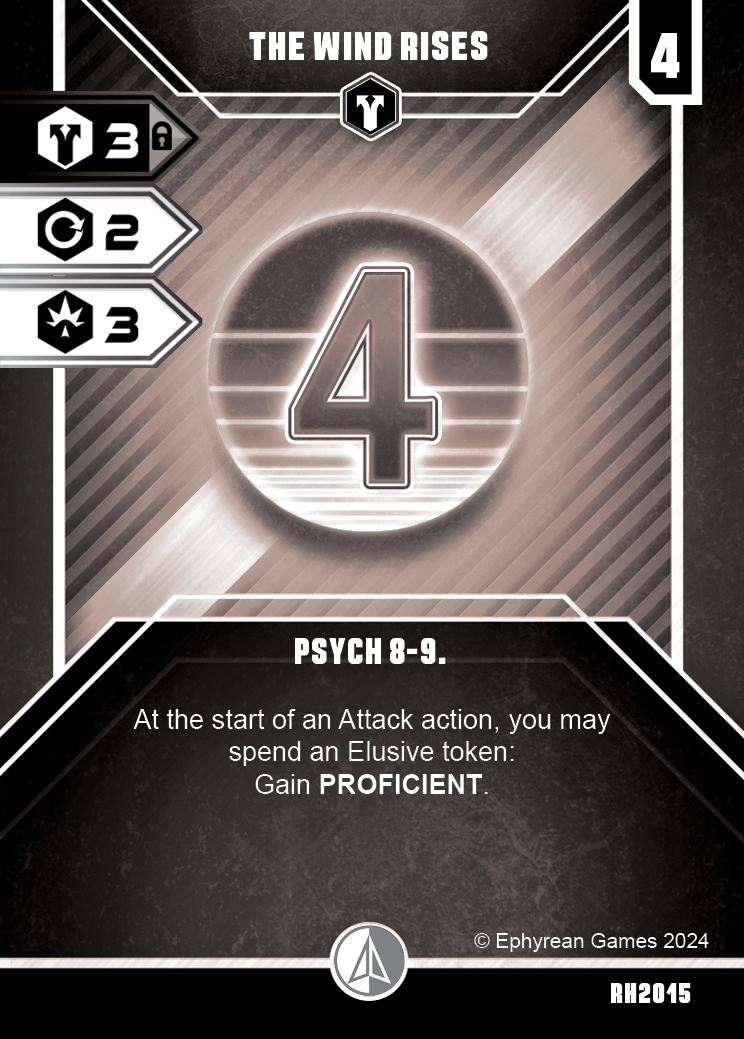 THE WIND RISES
4
3
2
3
4
PSYCH 8-9.
At the start of an Attack action, you may
spend an Elusive token:
Gain PROFICIENT.
© Ephyrean Games 2024
RH2015